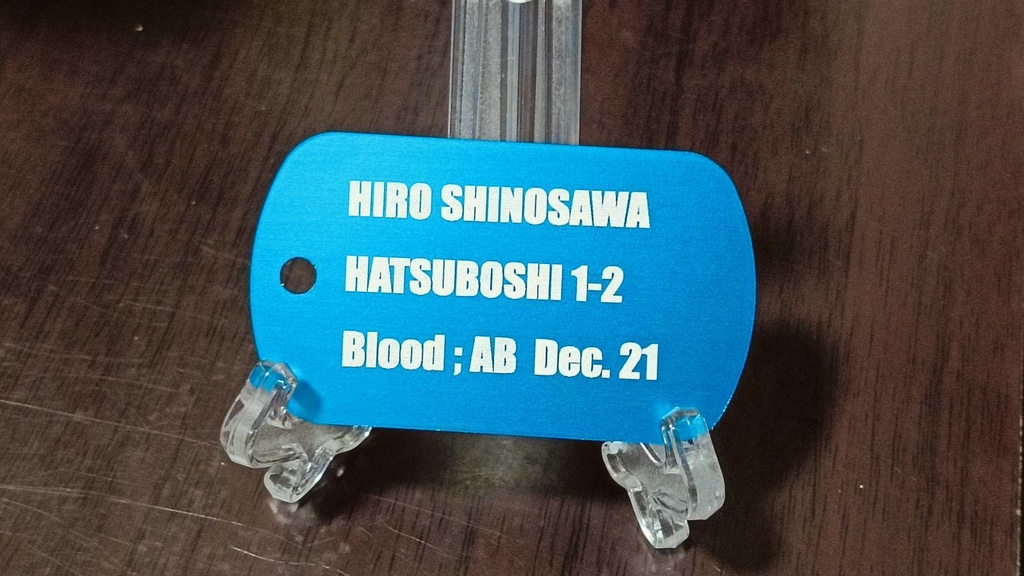 HIRO SHINOSAWA
HATSUBOSHI 1-2
Blood ; AB Dec. 21